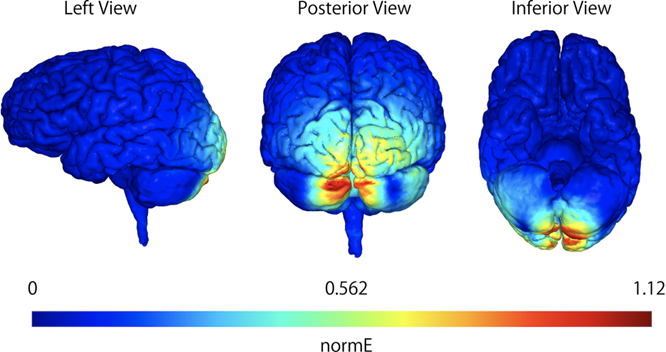 Left View
Posterior View
Inferior View
0
0.562
1.12
normE